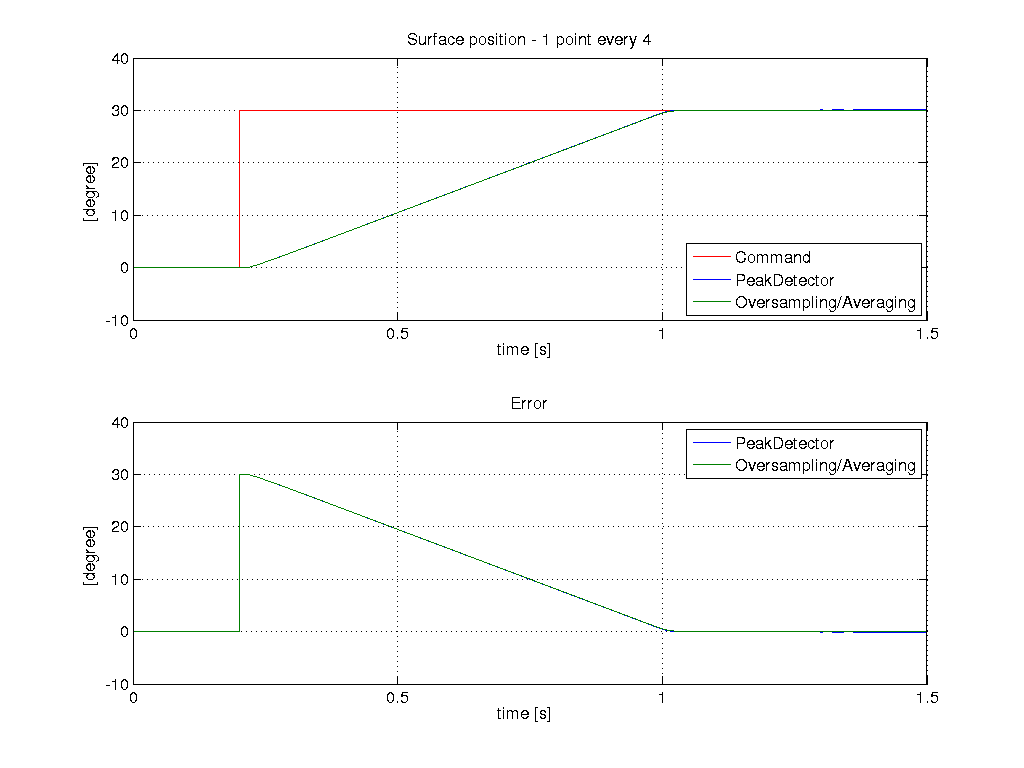 Surface position - 1 point every 4
40
30
20
10
0
-10
[degree]
0 0.5 1 1.5
time [s]
Command
PeakDetector
Oversampling/Averaging
Error
40
30
20
10
0
-10
[degree]
0 0.5 1 1.5
time [s]
PeakDetector
Oversampling/Averaging